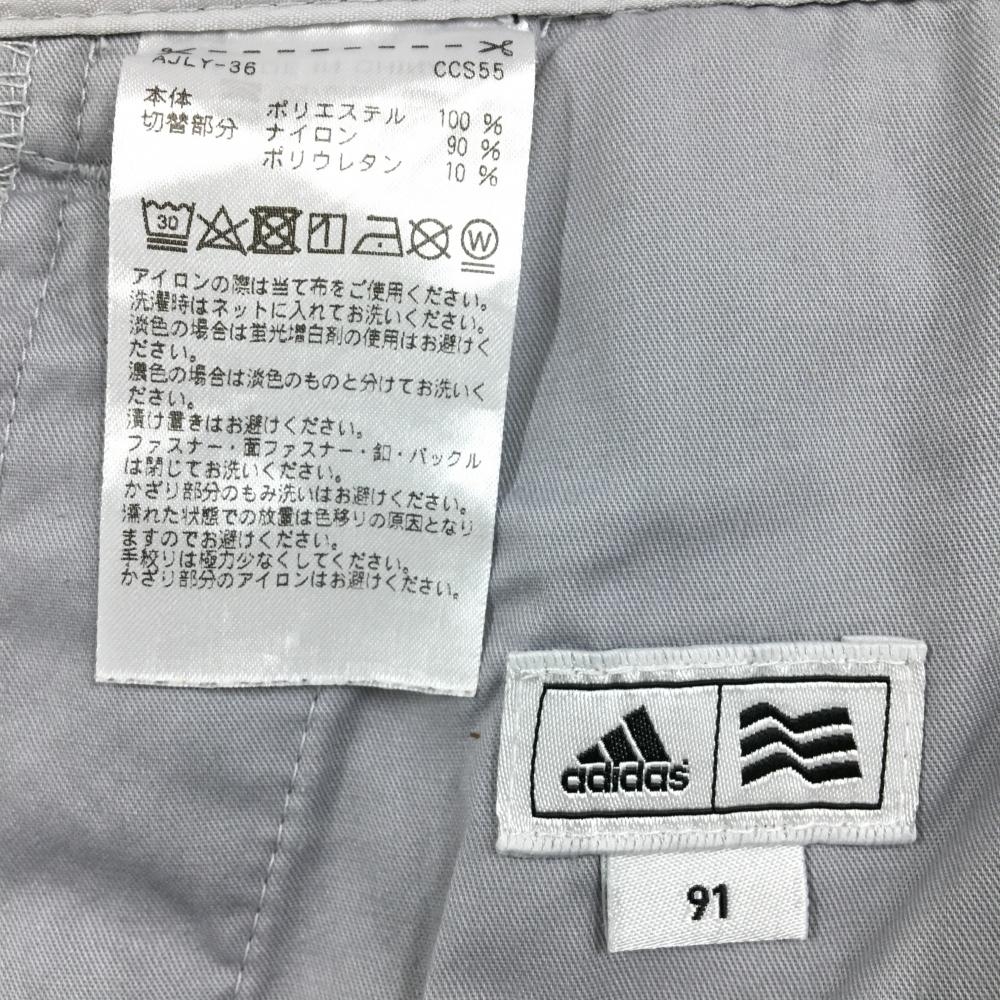 AJLY-36 CCS55
本体 ポリエステル 100 %
切替部分 ナイロン 90 %
ポリウレタン 10 %
30 W
アイロンの際は当て布をご使用ください。
洗濯時はネットに入れてお洗いください。
淡色の場合は蛍光増白剤の使用はお避けく
ださい。
濃色の場合は淡色のものと分けてお洗いく
ださい。
漬け置きはお避けください。
ファスナー・面ファスナー・釦・バックル
は閉じてお洗いください。
かざり部分のもみ洗いはお避けください。
濡れた状態での放置は色移りの原因となり
ますのでお避けください。
手絞りは極力少なくしてください。
かざり部分のアイロンはお避けください。
adidas
91